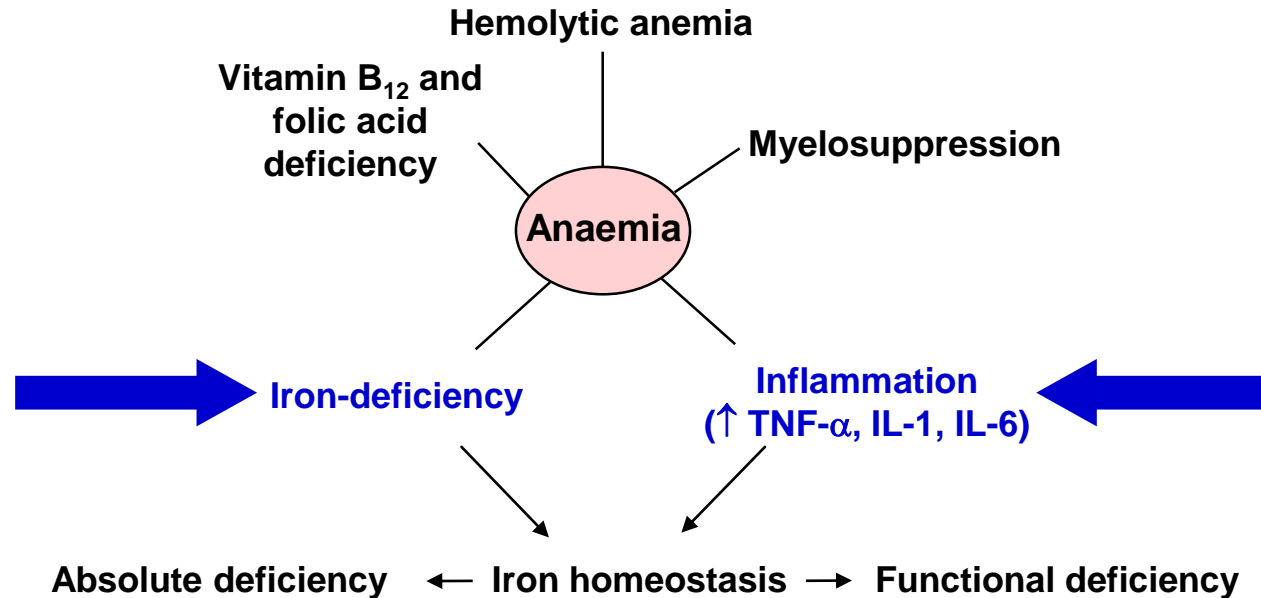 Hemolytic anemia
Vitamin B₁₂ and
folic acid
deficiency
Myelosuppression
Anaemia
Iron-deficiency
Inflammation
(↑ TNF-α, IL-1, IL-6)
Absolute deficiency ← Iron homeostasis → Functional deficiency